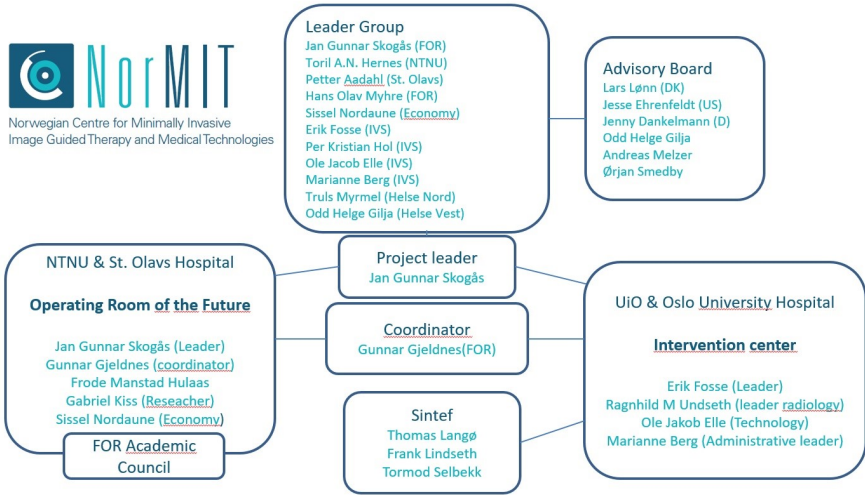 NorMIT
Norwegian Centre for Minimally Invasive
Image Guided Therapy and Medical Technologies
Leader Group
Jan Gunnar Skogås (FOR)
Toril A.N. Hernes (NTNU)
Petter Aadahl (St. Olavs)
Hans Olav Myhre (FOR)
Sissel Nordaune (Economy)
Erik Fosse (IVS)
Per Kristian Hol (IVS)
Ole Jacob Elle (IVS)
Marianne Berg (IVS)
Truls Myrmel (Helse Nord)
Odd Helge Gilja (Helse Vest)
Advisory Board
Lars Lønn (DK)
Jesse Ehrenfeldt (US)
Jenny Dankelmann (D)
Odd Helge Gilja
Andreas Melzer
Ørjan Smedby
Project leader
Jan Gunnar Skogås
NTNU & St. Olavs Hospital
Operating Room of the Future
Jan Gunnar Skogås (Leader)
Gunnar Gjeldnes (coordinator)
Frode Manstad Hulaas
Gabriel Kiss (Reseacher)
Sissel Nordaune (Economy)
FOR Academic
Council
Coordinator
Gunnar Gjeldnes(FOR)
Sintef
Thomas Langø
Frank Lindseth
Tormod Selbekk
UiO & Oslo University Hospital
Intervention center
Erik Fosse (Leader)
Ragnhild M Undseth (leader radiology)
Ole Jakob Elle (Technology)
Marianne Berg (Administrative leader)